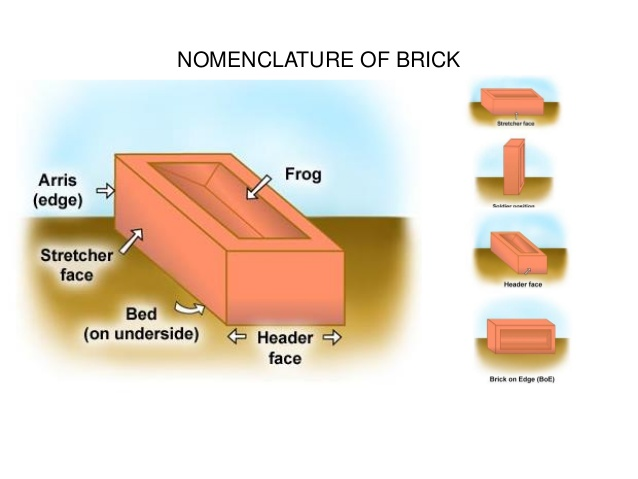 NOMENCLATURE OF BRICK
Arris
(edge)
Frog
Stretcher
face
Bed
(on underside)
Header
face
Stretcher face
Soldier position
Header face
Brick on Edge (BoE)